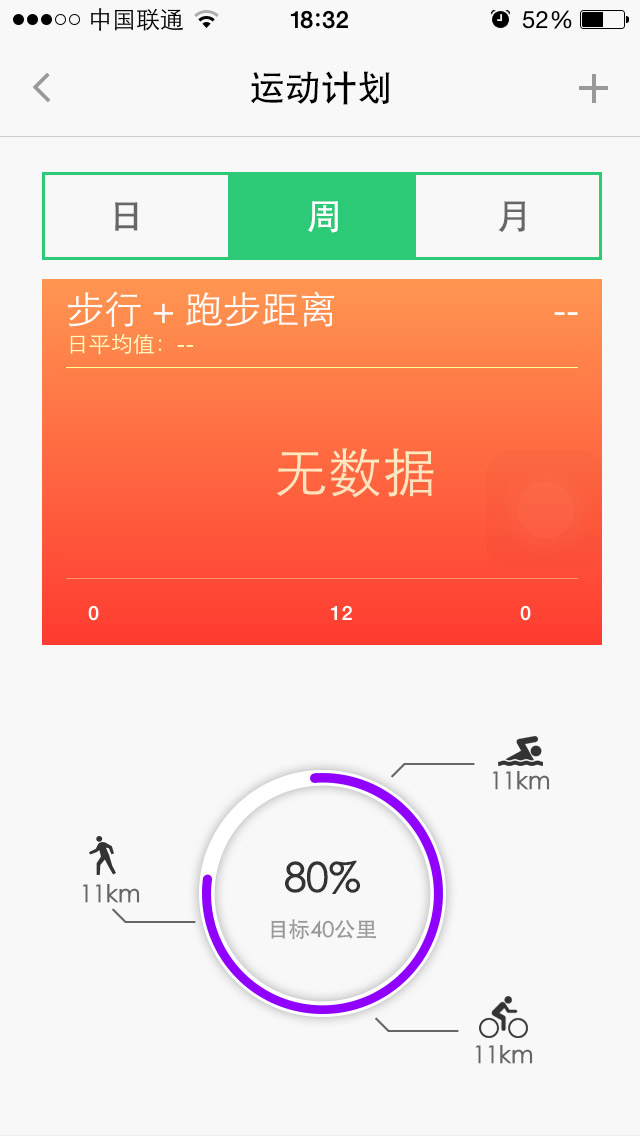 中国联通 18:32 52%
运动计划
日 周 月
步行 + 跑步距离 --
日平均值：--
无数据
0 12 0
11km
11km
80%
目标40公里
11km